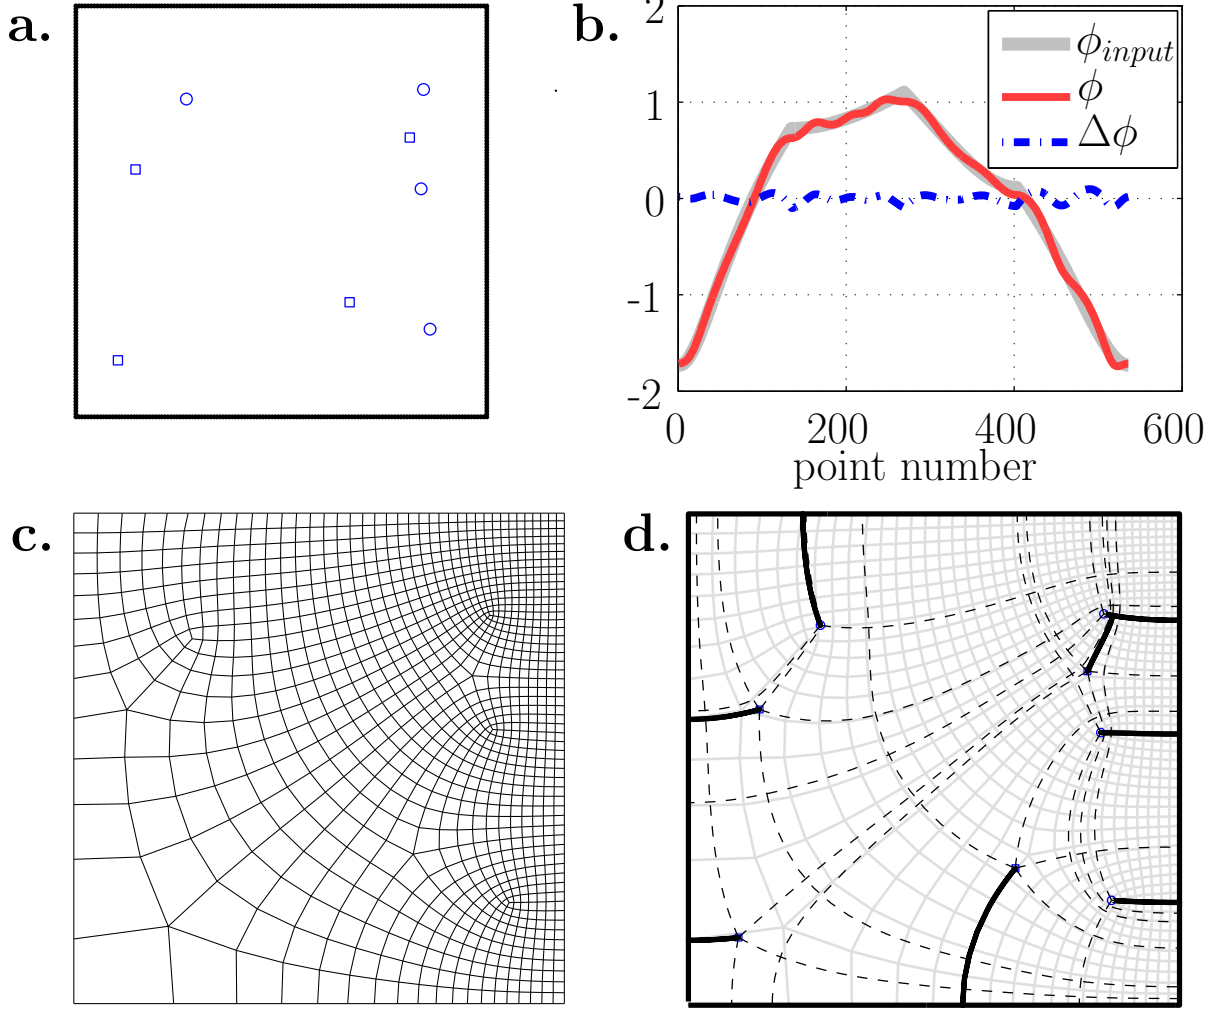 a.
b.
2
1
0
-1
-2
0 200 400 600
point number
ϕinput
ϕ
Δϕ
c.
d.